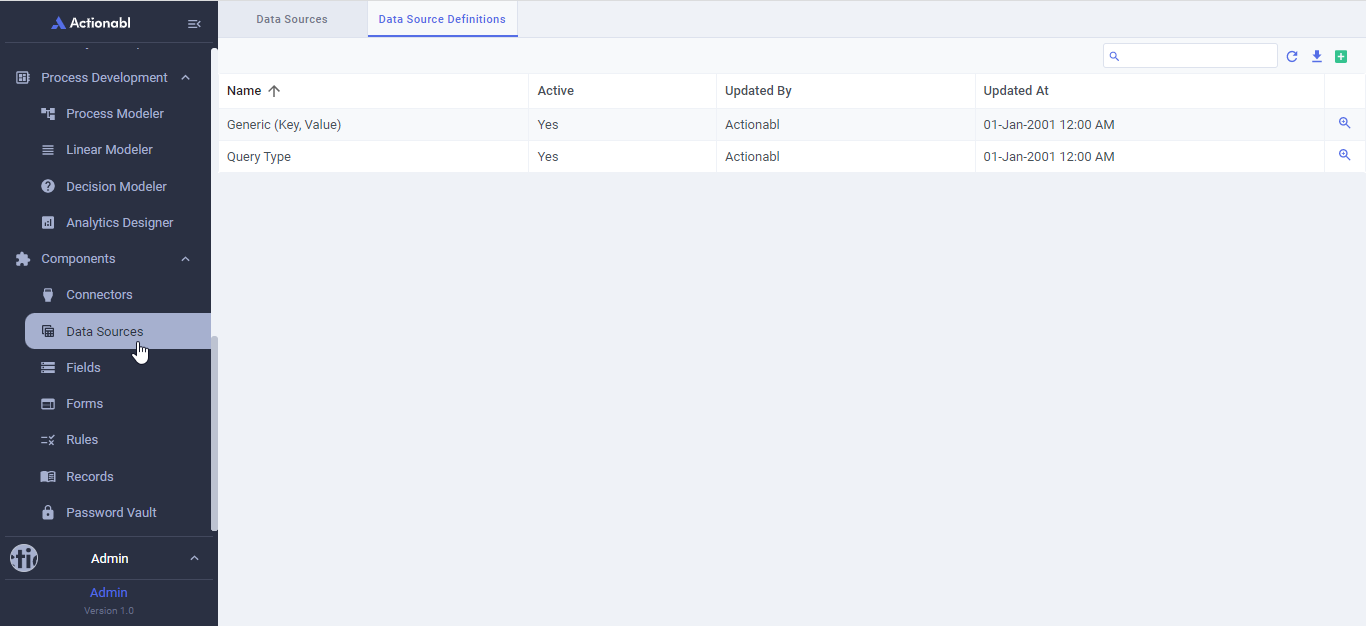 Actionabl
Process Development
Process Modeler
Linear Modeler
Decision Modeler
Analytics Designer
Components
Connectors
Data Sources
Fields
Forms
Rules
Records
Password Vault
Admin
Admin
Version 1.0
Data Sources Data Source Definitions
Name Active Updated By Updated At
Generic (Key, Value) Yes Actionabl 01-Jan-2001 12:00 AM
Query Type Yes Actionabl 01-Jan-2001 12:00 AM